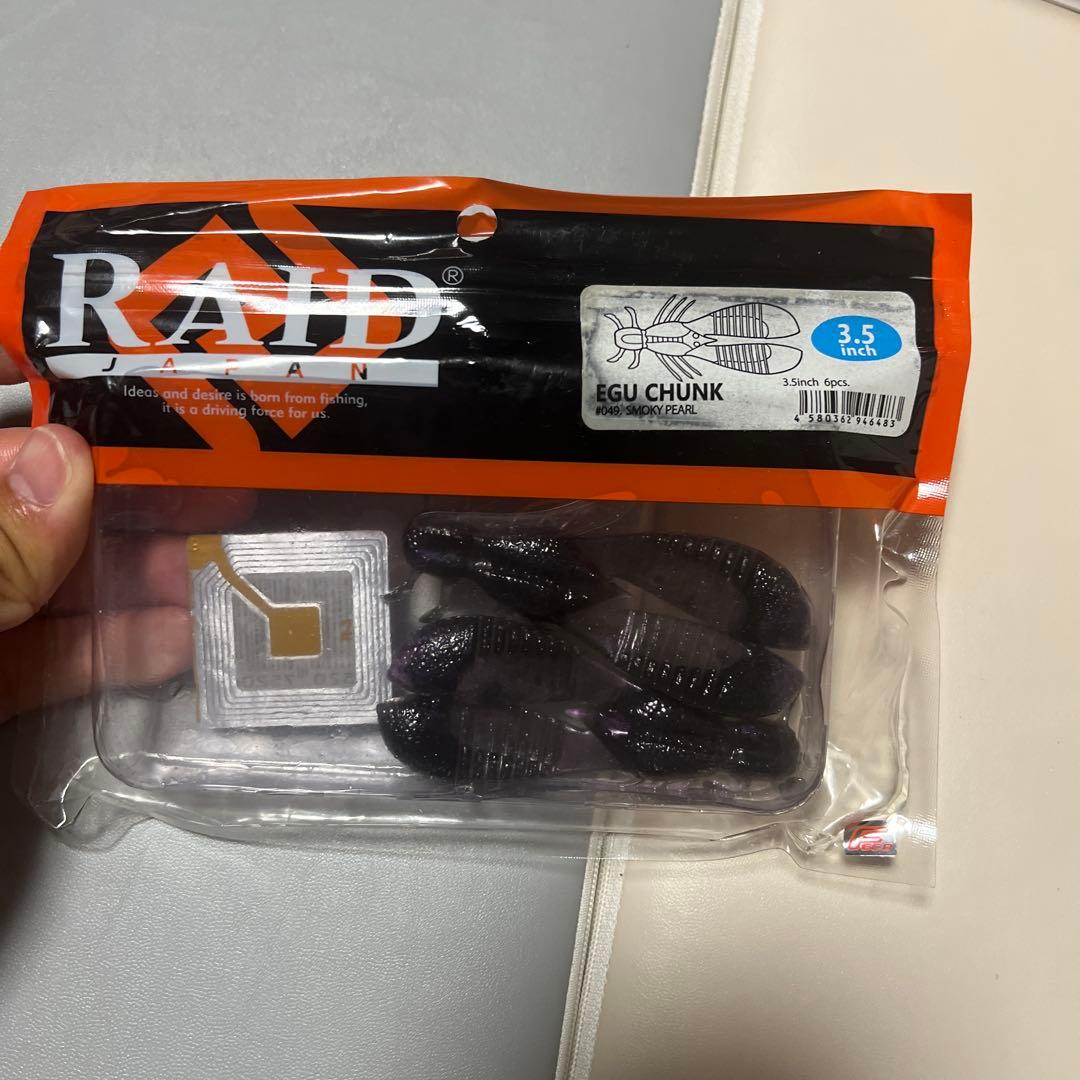 RAID®
JAPAN
Ideas and desire is born from fishing,
it is a driving force for us.
3.5
inch
EGU CHUNK
#049. SMOKY PEARL
3.5inch 6pcs.
4 580362 946483